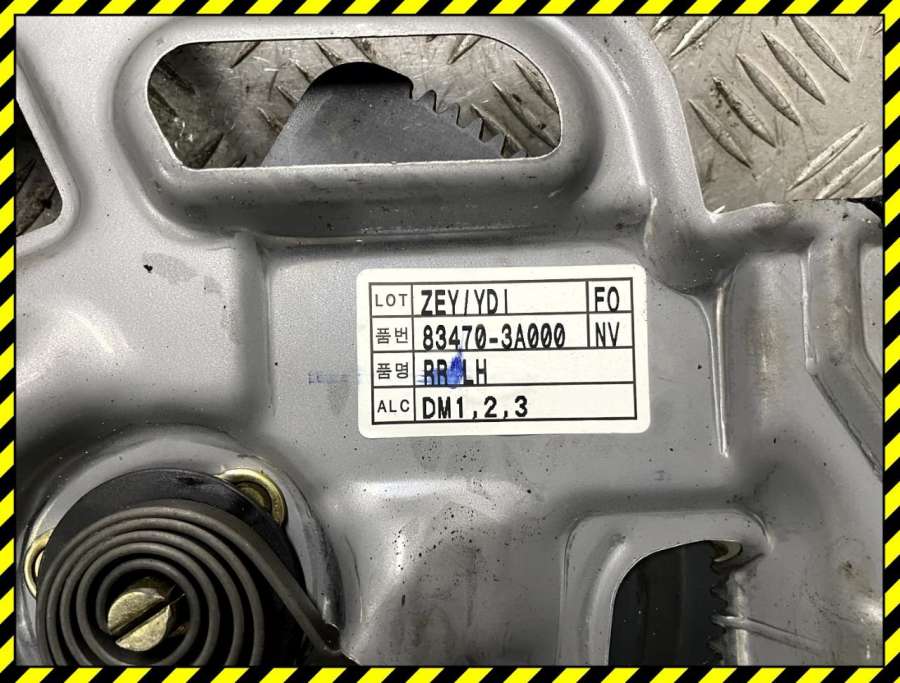 LOT ZEY/YDI FO
품번 83470-3A000 NV
품명 RR LH
ALC DM1,2,3